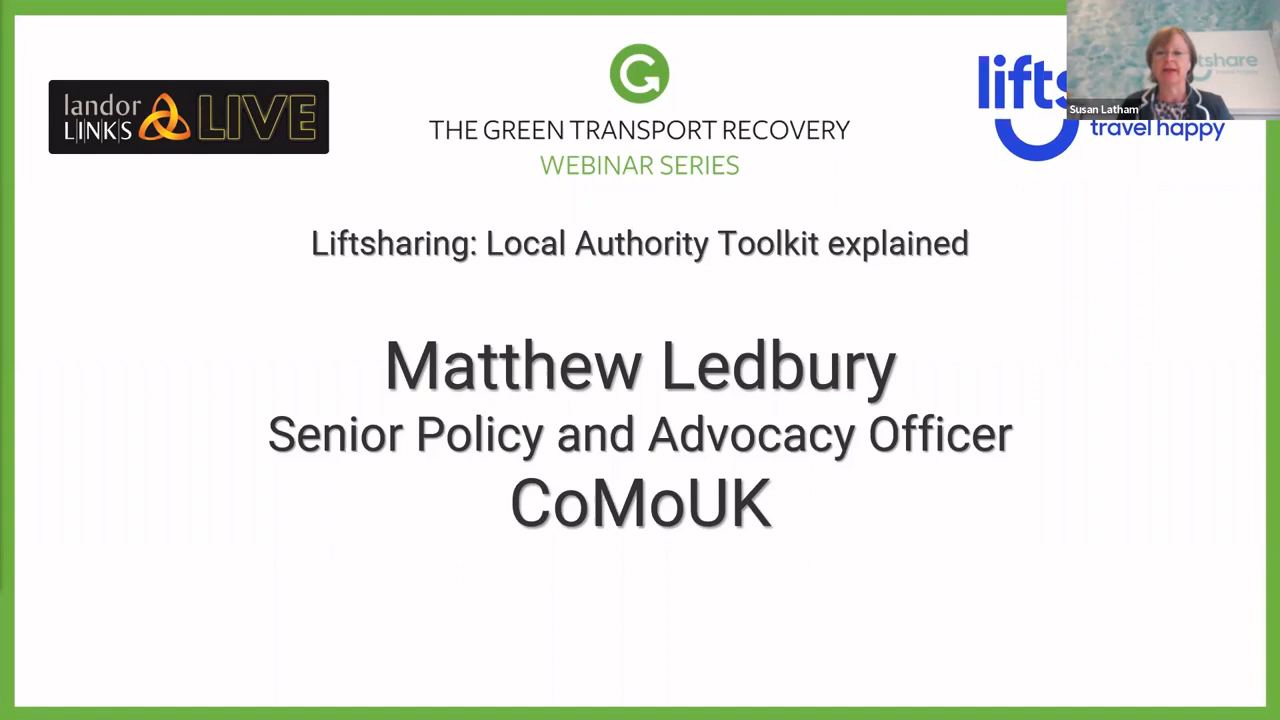 landor
LINKS
LIVE
THE GREEN TRANSPORT RECOVERY
WEBINAR SERIES
lifts
tshare
Susan Latham
travel happy
Liftsharing: Local Authority Toolkit explained
Matthew Ledbury
Senior Policy and Advocacy Officer
CoMoUK